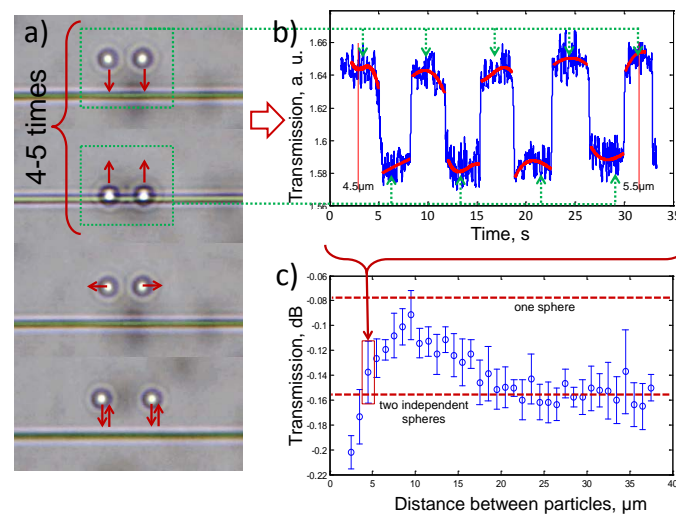 a)
4-5 times
b)
Transmission, a. u.
1.66
1.64
1.62
1.6
1.58
1.56
4.5µm
5.5µm
0 5 10 15 20 25 30 35
Time, s
c)
Transmission, dB
-0.06
-0.08
-0.1
-0.12
-0.14
-0.16
-0.18
-0.2
-0.22
one sphere
two independent
spheres
0 5 10 15 20 25 30 35 40
Distance between particles, µm